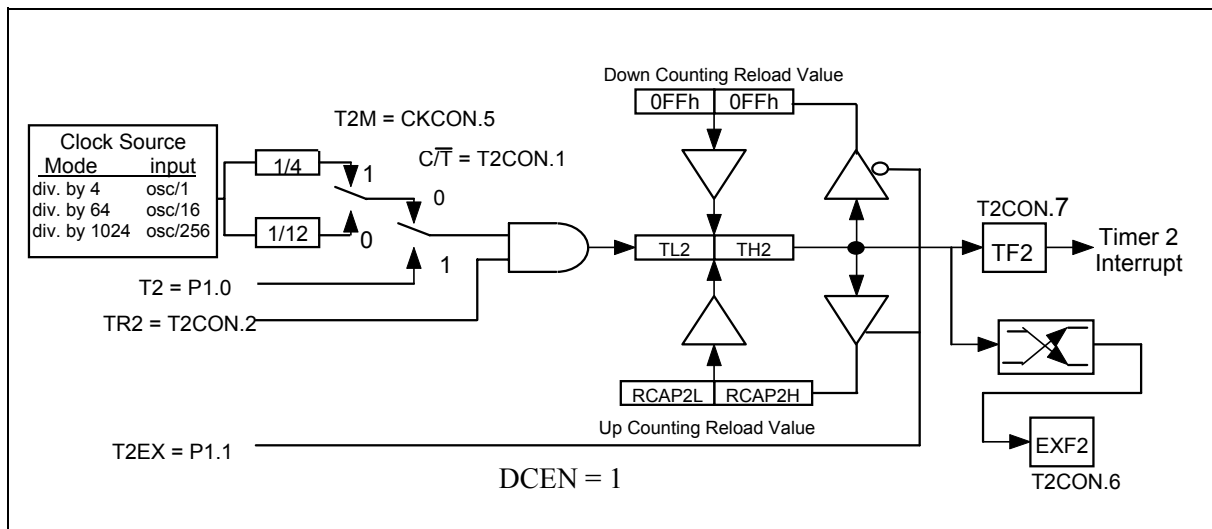 Down Counting Reload Value
0FFh 0FFh
T2M = CKCON.5
C/T̅ = T2CON.1
Clock Source
Mode input
div. by 4 osc/1
div. by 64 osc/16
div. by 1024 osc/256
1/4
1
0
1/12
0
1
T2CON.7
TL2 TH2
TF2
Timer 2
Interrupt
T2 = P1.0
TR2 = T2CON.2
RCAP2L RCAP2H
Up Counting Reload Value
T2EX = P1.1
EXF2
T2CON.6
DCEN = 1